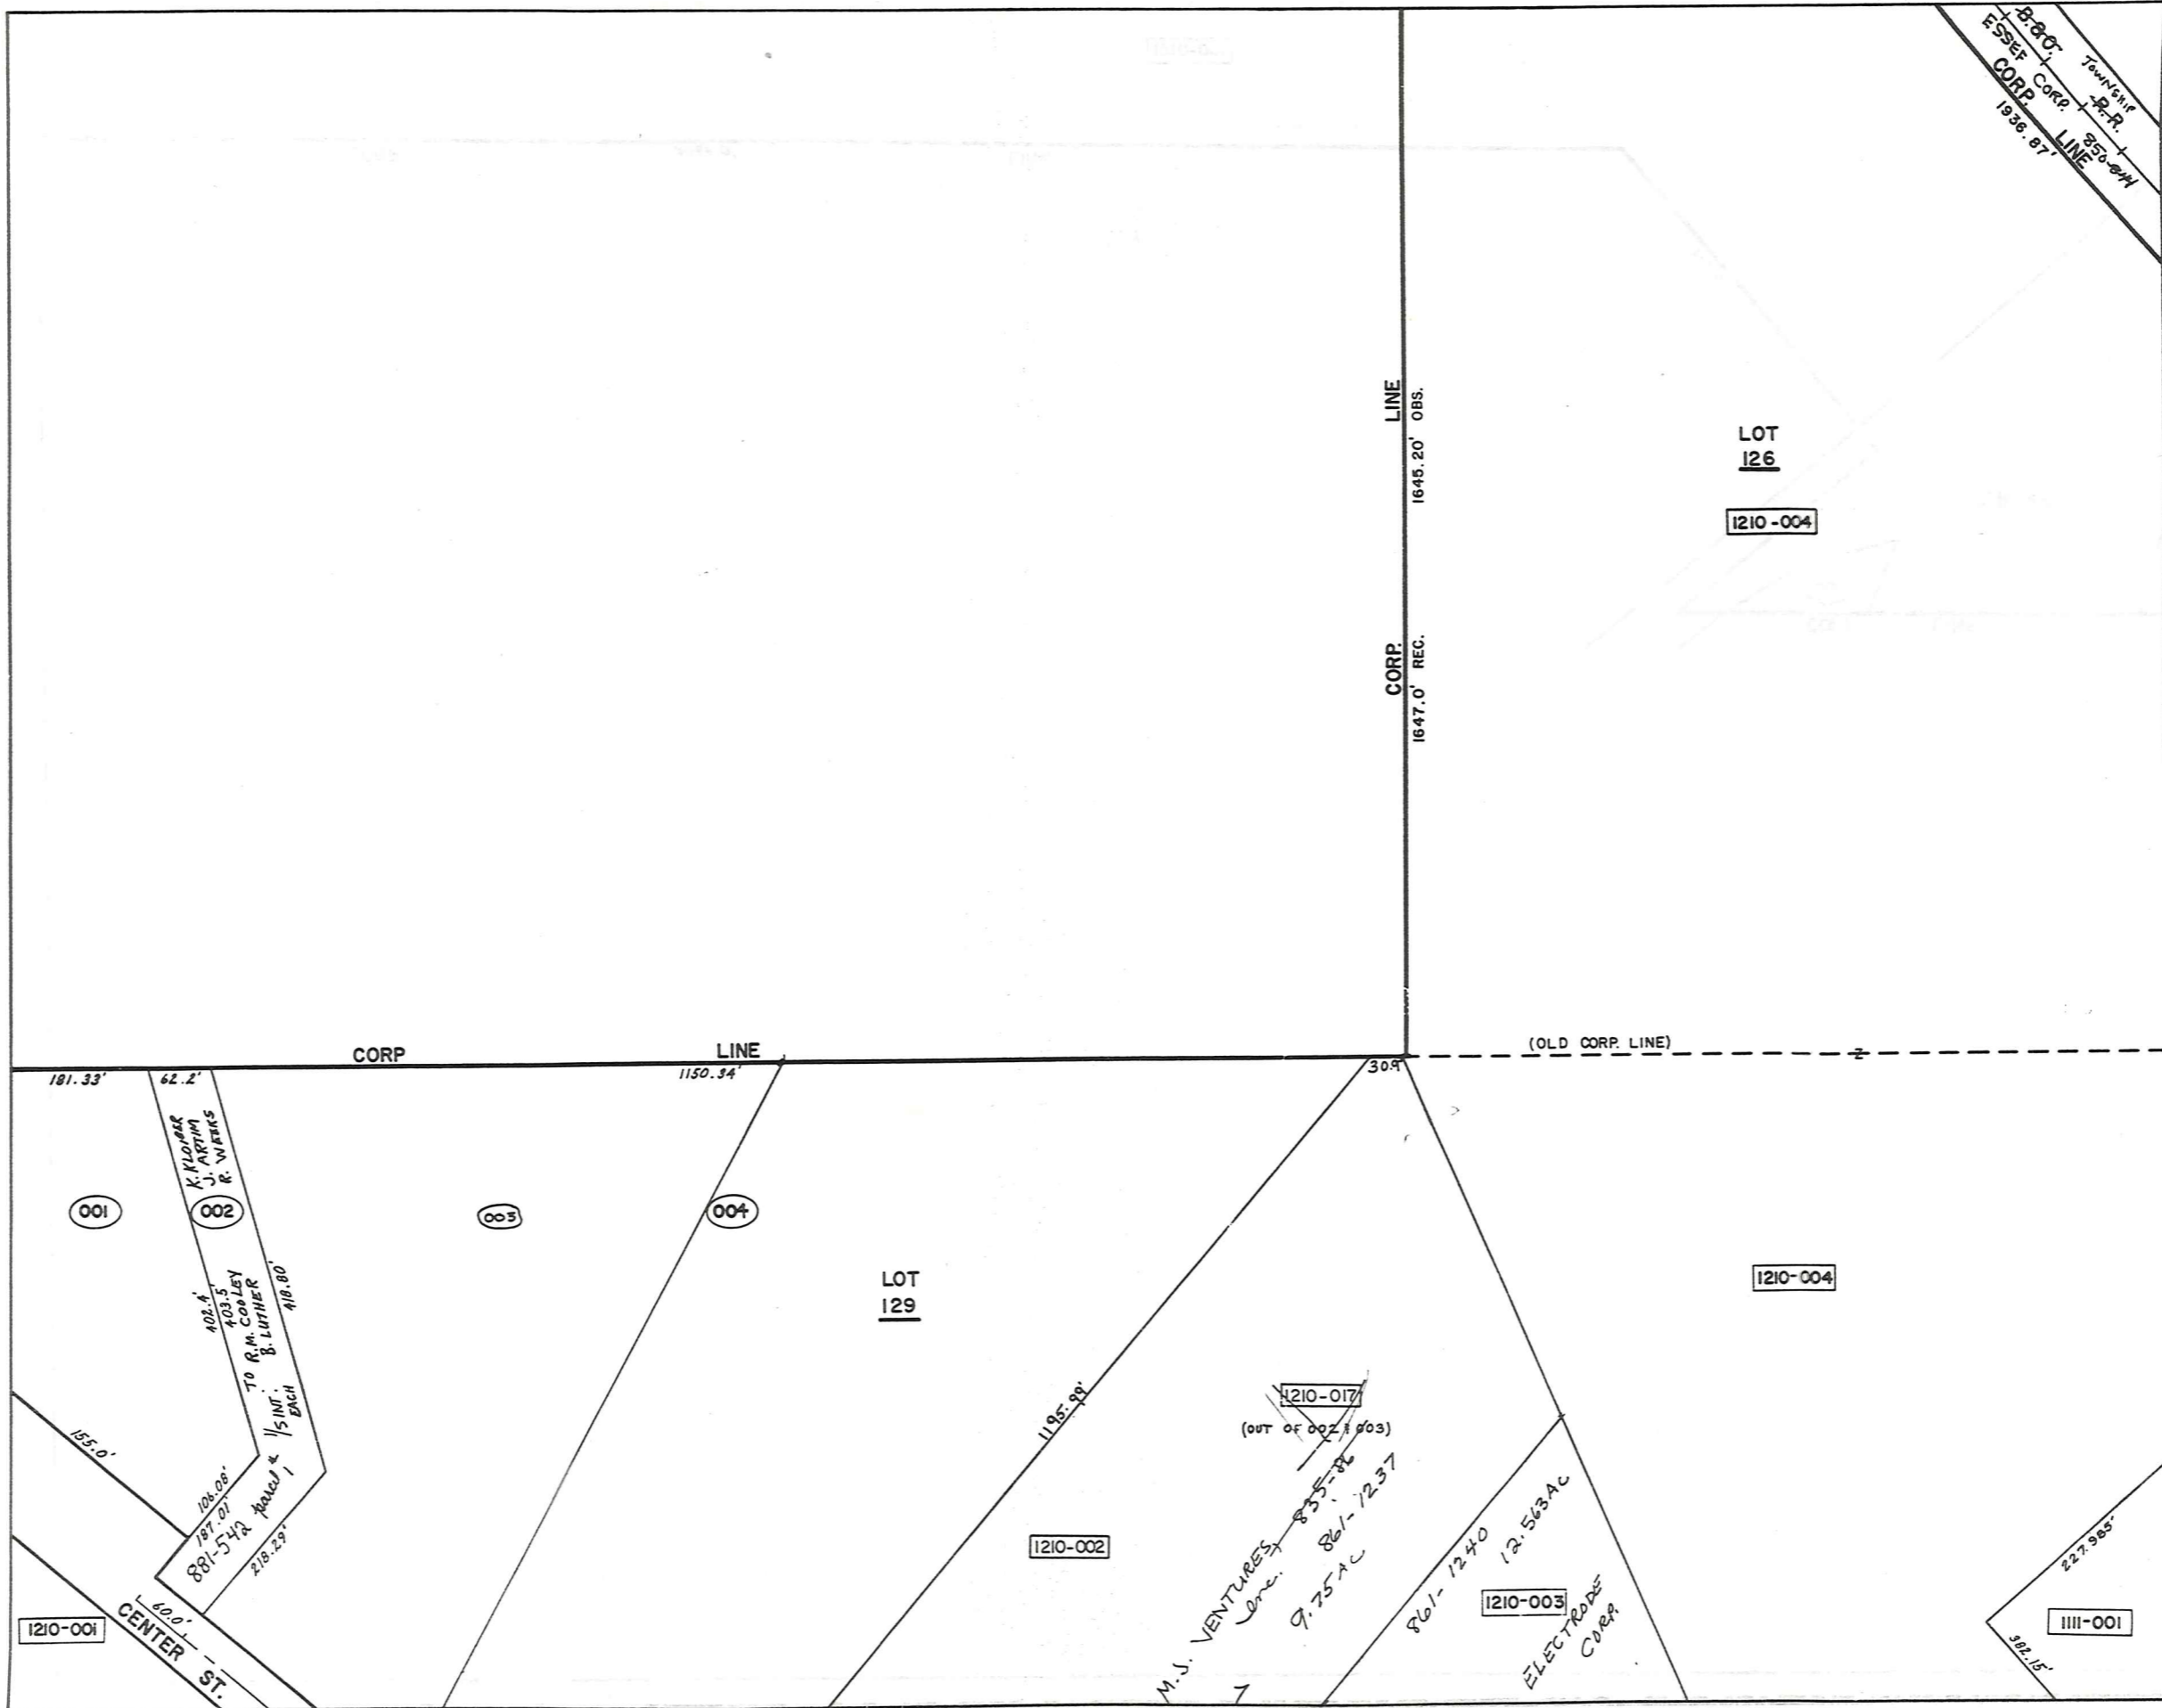 B.&O.
TOWNSHIP
R.R.
ESSEF CORP. 850-844
CORP. LINE
1936.87'
LINE
1645.20' OBS.
CORP.
1647.0' REC.
LOT
126
1210-004
CORP LINE
(OLD CORP. LINE)
181.33'
62.2'
1150.34'
30.9'
K. KLOIBER
J. ARTIM
R. WEEKS
001
002
003
004
402.4'
403.5'
TO R.M. COOLEY
B. LUTHER
1/5 INT.
EACH
418.80'
LOT
129
1210-004
1195.99'
1210-017
(OUT OF 002 & 003)
155.0'
106.08'
187.01'
881-542 parcel 1
218.29'
M.J. VENTURES, 835-86
Inc. 861-1237
9.75 AC
861-1240
12.563 AC
1210-002
1210-003
ELECTRODE
CORP.
227.985'
1111-001
382.15'
1210-001
60.0'
CENTER ST.